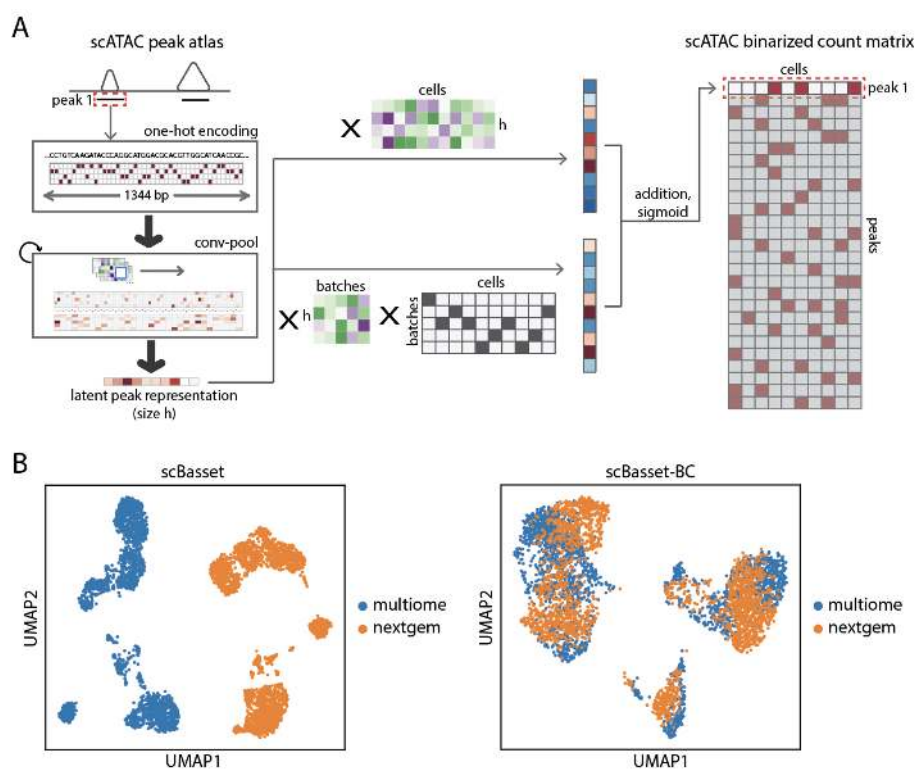 A
scATAC peak atlas
peak 1
one-hot encoding
1344 bp
conv-pool
latent peak representation
(size h)
cells
X
h
batches
X
h
X
cells
batches
addition,
sigmoid
scATAC binarized count matrix
cells
peak 1
peaks
B
scBasset
UMAP2
UMAP1
multiome
nextgem
scBasset-BC
UMAP2
UMAP1
multiome
nextgem